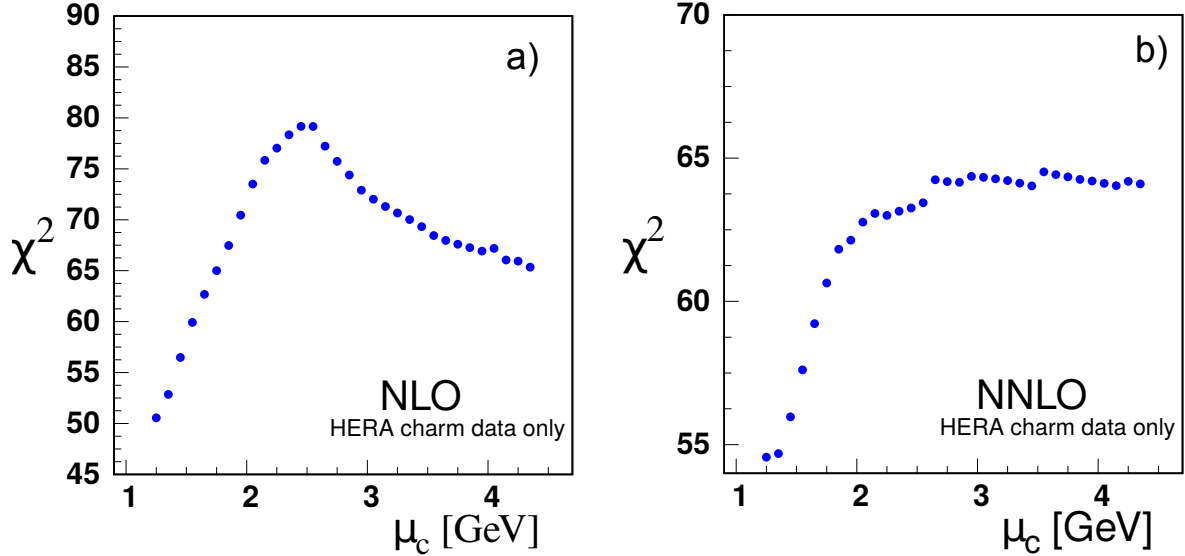 90
85
80
75
70
65
60
55
50
45
χ²
a)
NLO
HERA charm data only
1 2 3 4
μc [GeV]
70
65
60
55
χ²
b)
NNLO
HERA charm data only
1 2 3 4
μc [GeV]